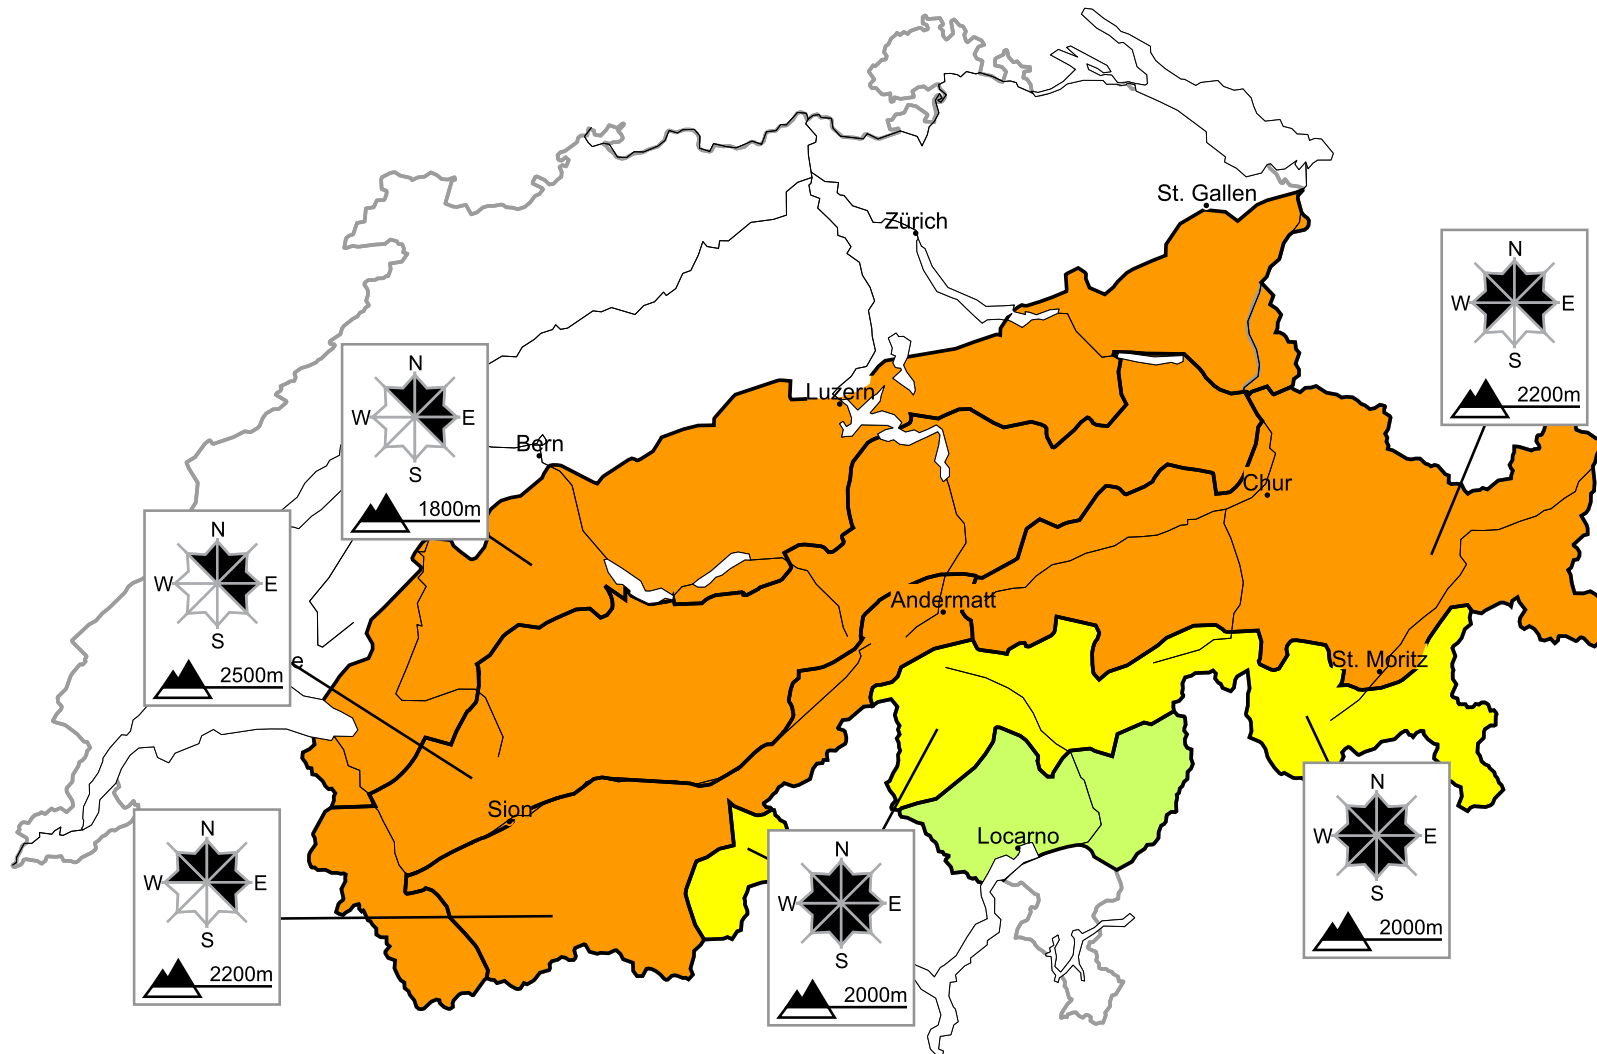 St. Gallen
Zürich
N
W E
S
2200m
N
W E
S
1800m
Luzern
Bern
Chur
N
W E
S
2500m
e
Andermatt
St. Moritz
Sion
Locarno
N
W E
S
2200m
N
W E
S
2000m
N
W E
S
2000m